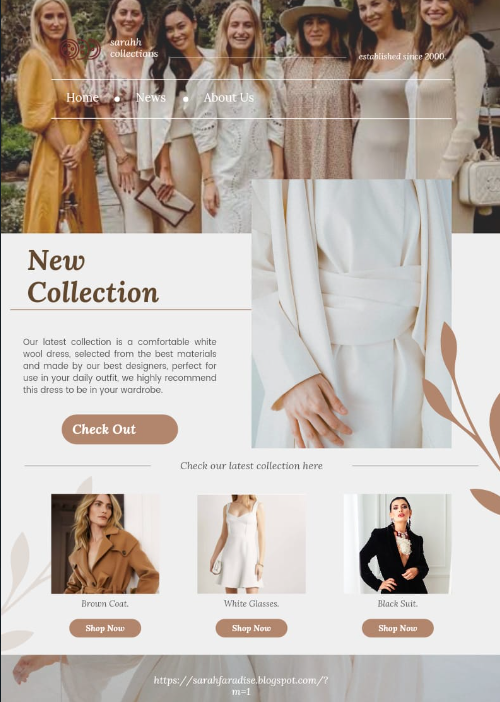 sarahh
collections
established since 2000.
Home • News • About Us
New
Collection
Our latest collection is a comfortable white
wool dress, selected from the best materials
and made by our best designers, perfect for
use in your daily outfit, we highly recommend
this dress to be in your wardrobe.
Check Out
Check our latest collection here
Brown Coat.
White Glasses.
Black Suit.
Shop Now
Shop Now
Shop Now
https://sarahfaradise.blogspot.com/?
m=1